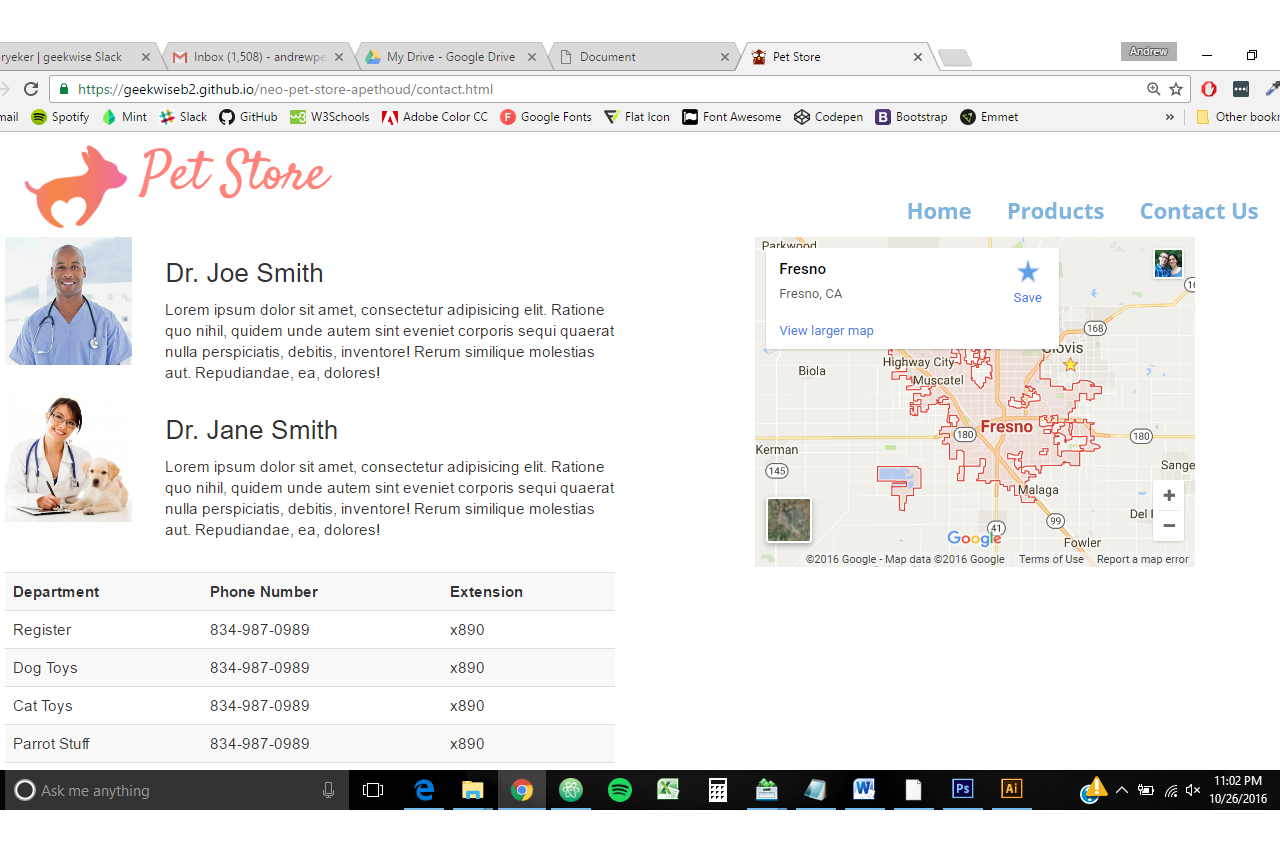 ryeker | geekwise Slack
Inbox (1,508) - andrewpe
My Drive - Google Drive
Document
Pet Store
Andrew
https://geekwiseb2.github.io/neo-pet-store-apethoud/contact.html
mail
Spotify
Mint
Slack
GitHub
W3Schools
Adobe Color CC
Google Fonts
Flat Icon
Font Awesome
Codepen
Bootstrap
Emmet
»
Other bookr
Pet Store
Home
Products
Contact Us
Dr. Joe Smith
Lorem ipsum dolor sit amet, consectetur adipisicing elit. Ratione
quo nihil, quidem unde autem sint eveniet corporis sequi quaerat
nulla perspiciatis, debitis, inventore! Rerum similique molestias
aut. Repudiandae, ea, dolores!
Dr. Jane Smith
Lorem ipsum dolor sit amet, consectetur adipisicing elit. Ratione
quo nihil, quidem unde autem sint eveniet corporis sequi quaerat
nulla perspiciatis, debitis, inventore! Rerum similique molestias
aut. Repudiandae, ea, dolores!
Parkwood
Fresno
Fresno, CA
Save
View larger map
168
Clovis
Highway City
Biola
Muscatel
Fresno
180
180
Kerman
145
Sange
Malaga
99
41
Del
Fowler
Google
©2016 Google - Map data ©2016 Google
Terms of Use
Report a map error
Department Phone Number Extension
Register 834-987-0989 x890
Dog Toys 834-987-0989 x890
Cat Toys 834-987-0989 x890
Parrot Stuff 834-987-0989 x890
Ask me anything
Ps
Ai
11:02 PM
10/26/2016